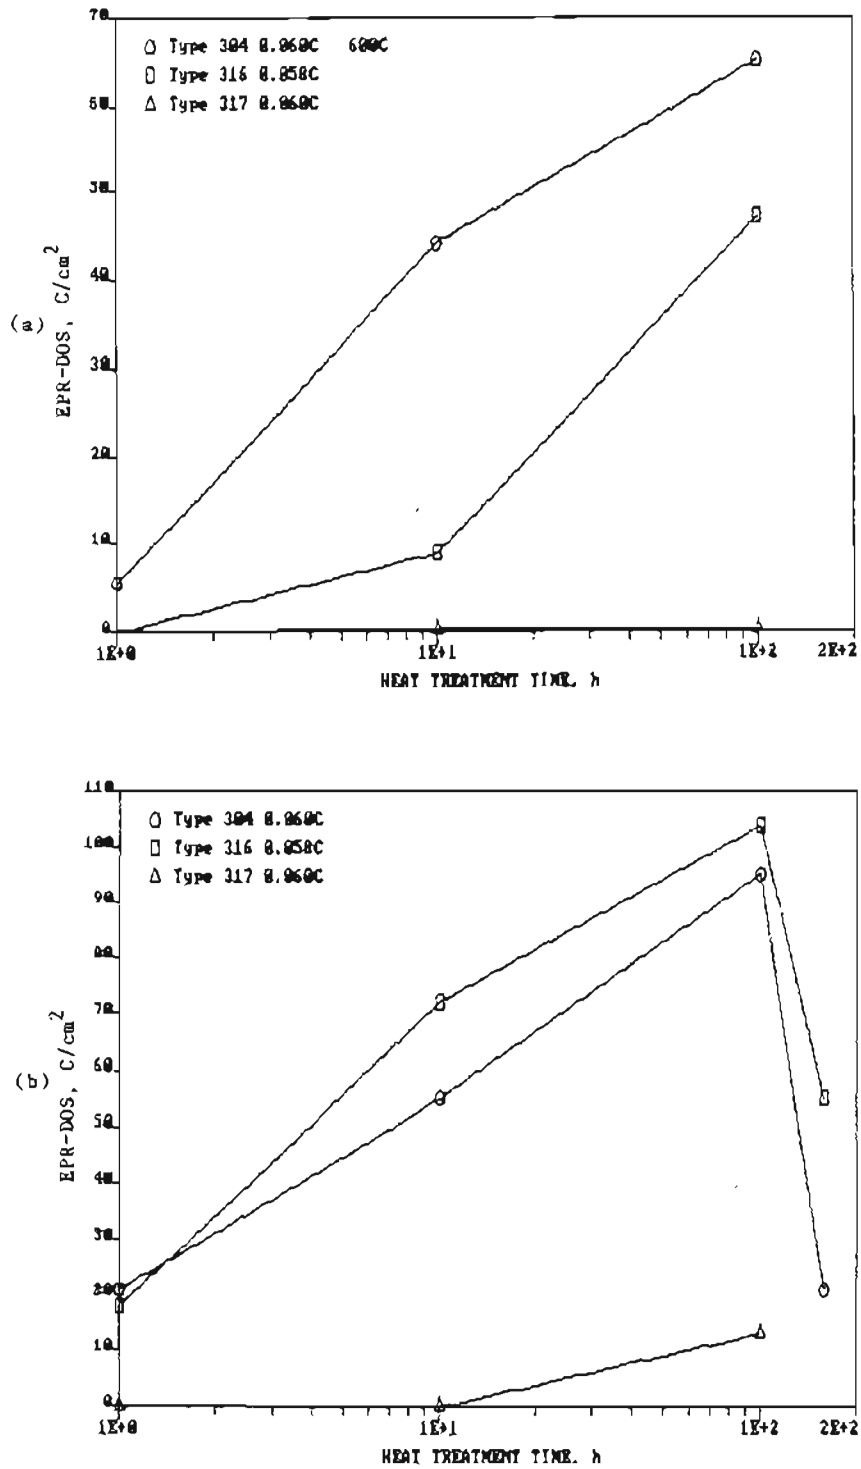 70
Type 304 0.060C 600C
Type 316 0.058C
Type 317 0.060C
40
30
20
10
0
(a)
EPR-DOS, C/cm2
1E+0 1E+1 1E+2 2E+2
HEAT TREATMENT TIME, h
110
Type 304 0.060C
Type 316 0.058C
Type 317 0.060C
100
90
80
70
60
50
40
30
20
10
0
(b)
EPR-DOS, C/cm2
1E+0 1E+1 1E+2 2E+2
HEAT TREATMENT TIME, h